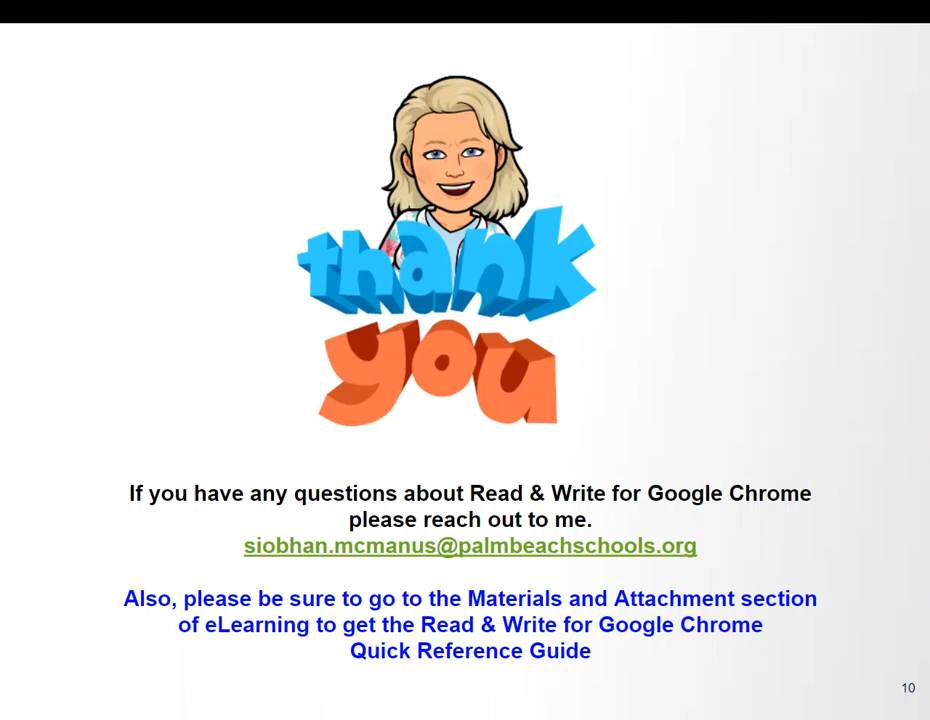 thank
you
If you have any questions about Read & Write for Google Chrome
please reach out to me.
siobhan.mcmanus@palmbeachschools.org
Also, please be sure to go to the Materials and Attachment section
of eLearning to get the Read & Write for Google Chrome
Quick Reference Guide
10